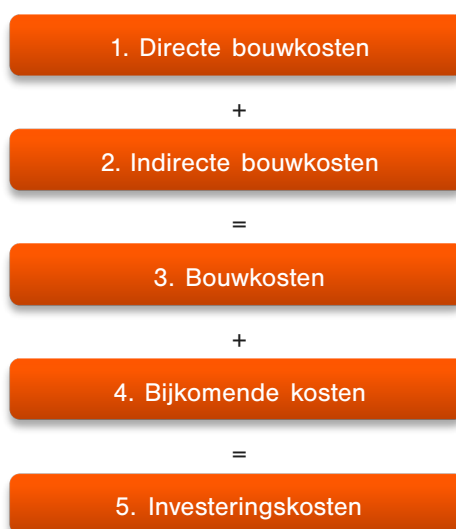 1. Directe bouwkosten
+
2. Indirecte bouwkosten
=
3. Bouwkosten
+
4. Bijkomende kosten
=
5. Investeringskosten